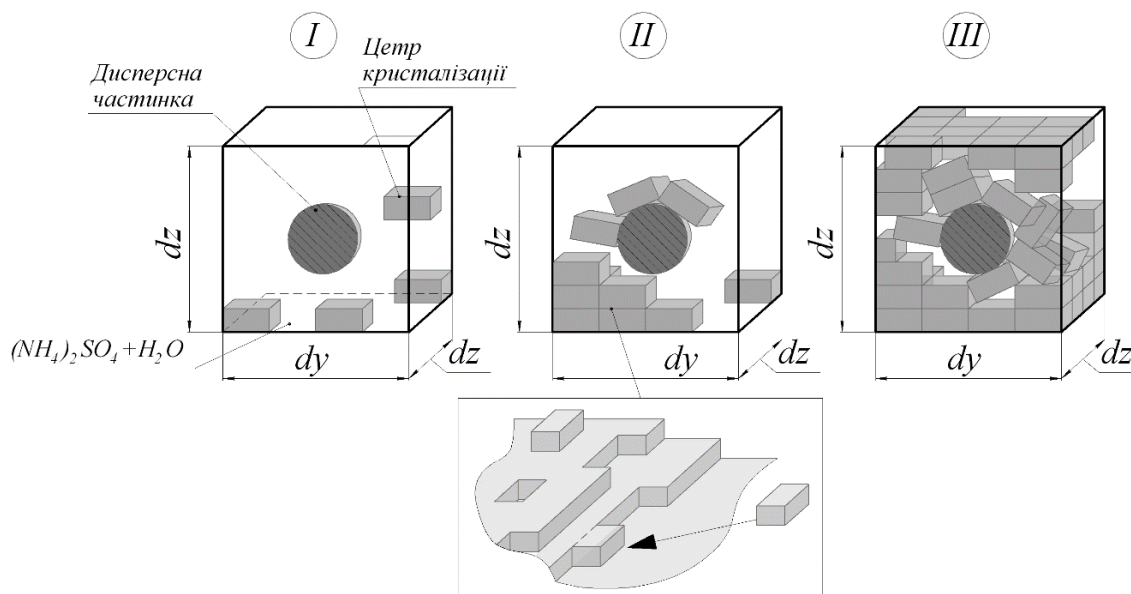 I
II
III
Дисперсна
частинка
Цетр
кристалізації
dz
dz
dz
(NH₄)₂SO₄+H₂O
dy
dz
dy
dz
dy
dz